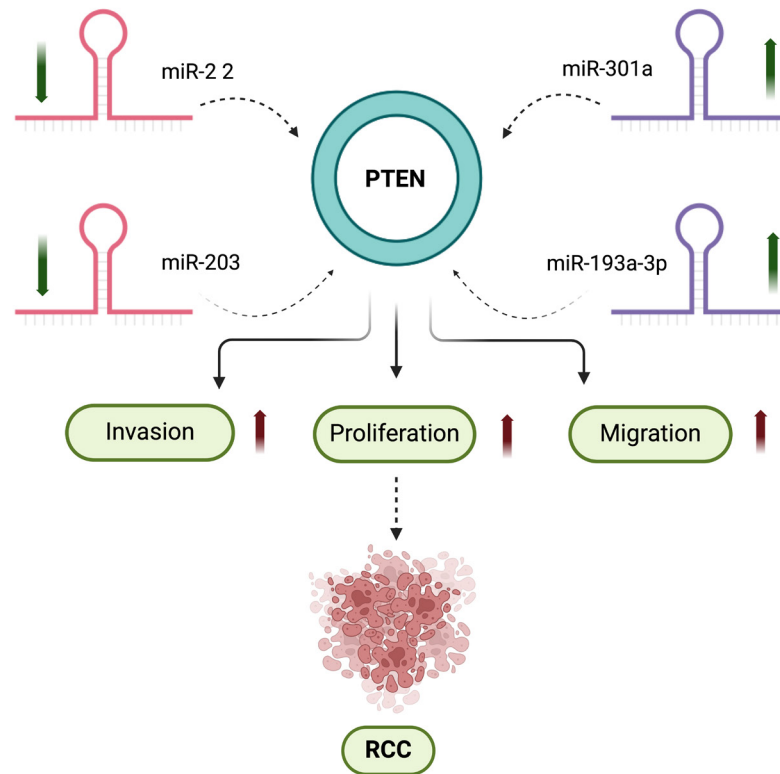 miR-2 2
miR-301a
PTEN
miR-203
miR-193a-3p
Invasion
Proliferation
Migration
RCC